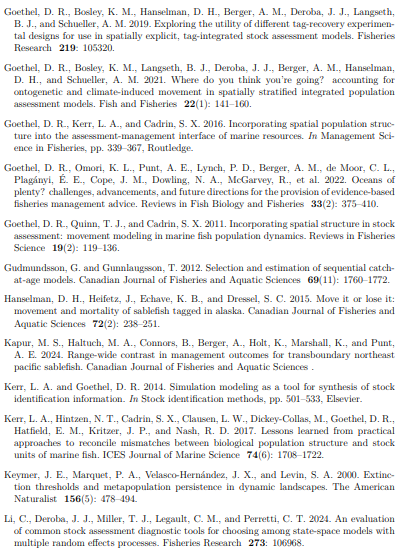 Goethel, D. R., Bosley, K. M., Hanselman, D. H., Berger, A. M., Deroba, J. J., Langseth,
B. J., and Schueller, A. M. 2019. Exploring the utility of different tag-recovery experimen-
tal designs for use in spatially explicit, tag-integrated stock assessment models. Fisheries
Research 219: 105320.
Goethel, D. R., Bosley, K. M., Langseth, B. J., Deroba, J. J., Berger, A. M., Hanselman,
D. H., and Schueller, A. M. 2021. Where do you think you're going? accounting for
ontogenetic and climate-induced movement in spatially stratified integrated population
assessment models. Fish and Fisheries 22(1): 141–160.
Goethel, D. R., Kerr, L. A., and Cadrin, S. X. 2016. Incorporating spatial population struc-
ture into the assessment-management interface of marine resources. In Management Sci-
ence in Fisheries, pp. 339–367, Routledge.
Goethel, D. R., Omori, K. L., Punt, A. E., Lynch, P. D., Berger, A. M., de Moor, C. L.,
Plagányi, É. E., Cope, J. M., Dowling, N. A., McGarvey, R., et al. 2022. Oceans of
plenty? challenges, advancements, and future directions for the provision of evidence-based
fisheries management advice. Reviews in Fish Biology and Fisheries 33(2): 375–410.
Goethel, D. R., Quinn, T. J., and Cadrin, S. X. 2011. Incorporating spatial structure in stock
assessment: movement modeling in marine fish population dynamics. Reviews in Fisheries
Science 19(2): 119–136.
Gudmundsson, G. and Gunnlaugsson, T. 2012. Selection and estimation of sequential catch-
at-age models. Canadian Journal of Fisheries and Aquatic Sciences 69(11): 1760–1772.
Hanselman, D. H., Heifetz, J., Echave, K. B., and Dressel, S. C. 2015. Move it or lose it:
movement and mortality of sablefish tagged in alaska. Canadian Journal of Fisheries and
Aquatic Sciences 72(2): 238–251.
Kapur, M. S., Haltuch, M. A., Connors, B., Berger, A., Holt, K., Marshall, K., and Punt,
A. E. 2024. Range-wide contrast in management outcomes for transboundary northeast
pacific sablefish. Canadian Journal of Fisheries and Aquatic Sciences .
Kerr, L. A. and Goethel, D. R. 2014. Simulation modeling as a tool for synthesis of stock
identification information. In Stock identification methods, pp. 501–533, Elsevier.
Kerr, L. A., Hintzen, N. T., Cadrin, S. X., Clausen, L. W., Dickey-Collas, M., Goethel, D. R.,
Hatfield, E. M., Kritzer, J. P., and Nash, R. D. 2017. Lessons learned from practical
approaches to reconcile mismatches between biological population structure and stock
units of marine fish. ICES Journal of Marine Science 74(6): 1708–1722.
Keymer, J. E., Marquet, P. A., Velasco-Hernández, J. X., and Levin, S. A. 2000. Extinc-
tion thresholds and metapopulation persistence in dynamic landscapes. The American
Naturalist 156(5): 478–494.
Li, C., Deroba, J. J., Miller, T. J., Legault, C. M., and Perretti, C. T. 2024. An evaluation
of common stock assessment diagnostic tools for choosing among state-space models with
multiple random effects processes. Fisheries Research 273: 106968.